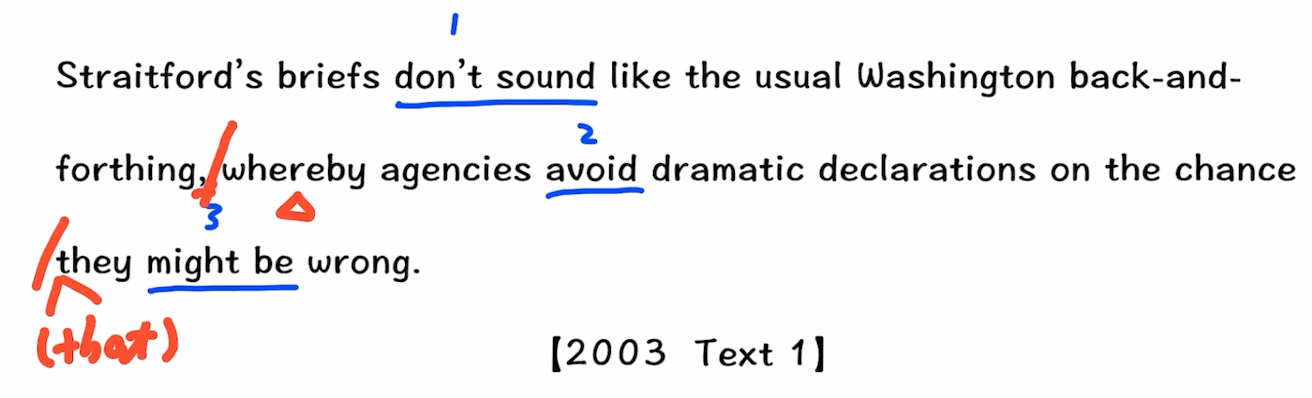 1
Straitford's briefs don't sound like the usual Washington back-and-
2
forthing, whereby agencies avoid dramatic declarations on the chance
3
they might be wrong.
(that)
【2003 Text 1】